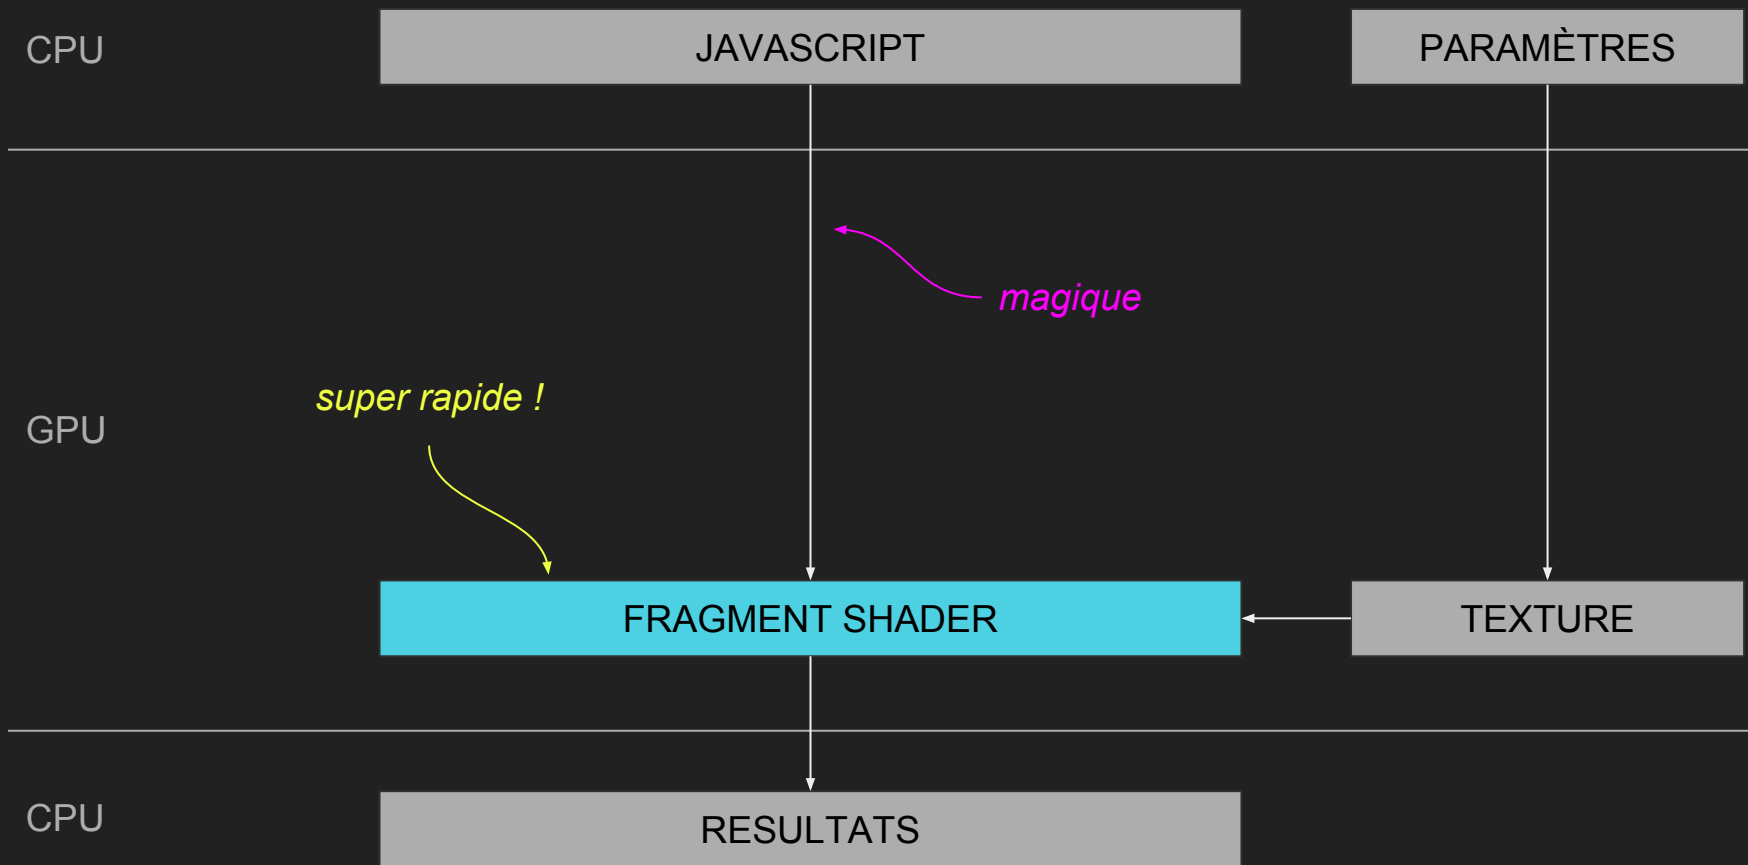 CPU
JAVASCRIPT
PARAMÈTRES
magique
super rapide !
GPU
FRAGMENT SHADER
TEXTURE
CPU
RESULTATS